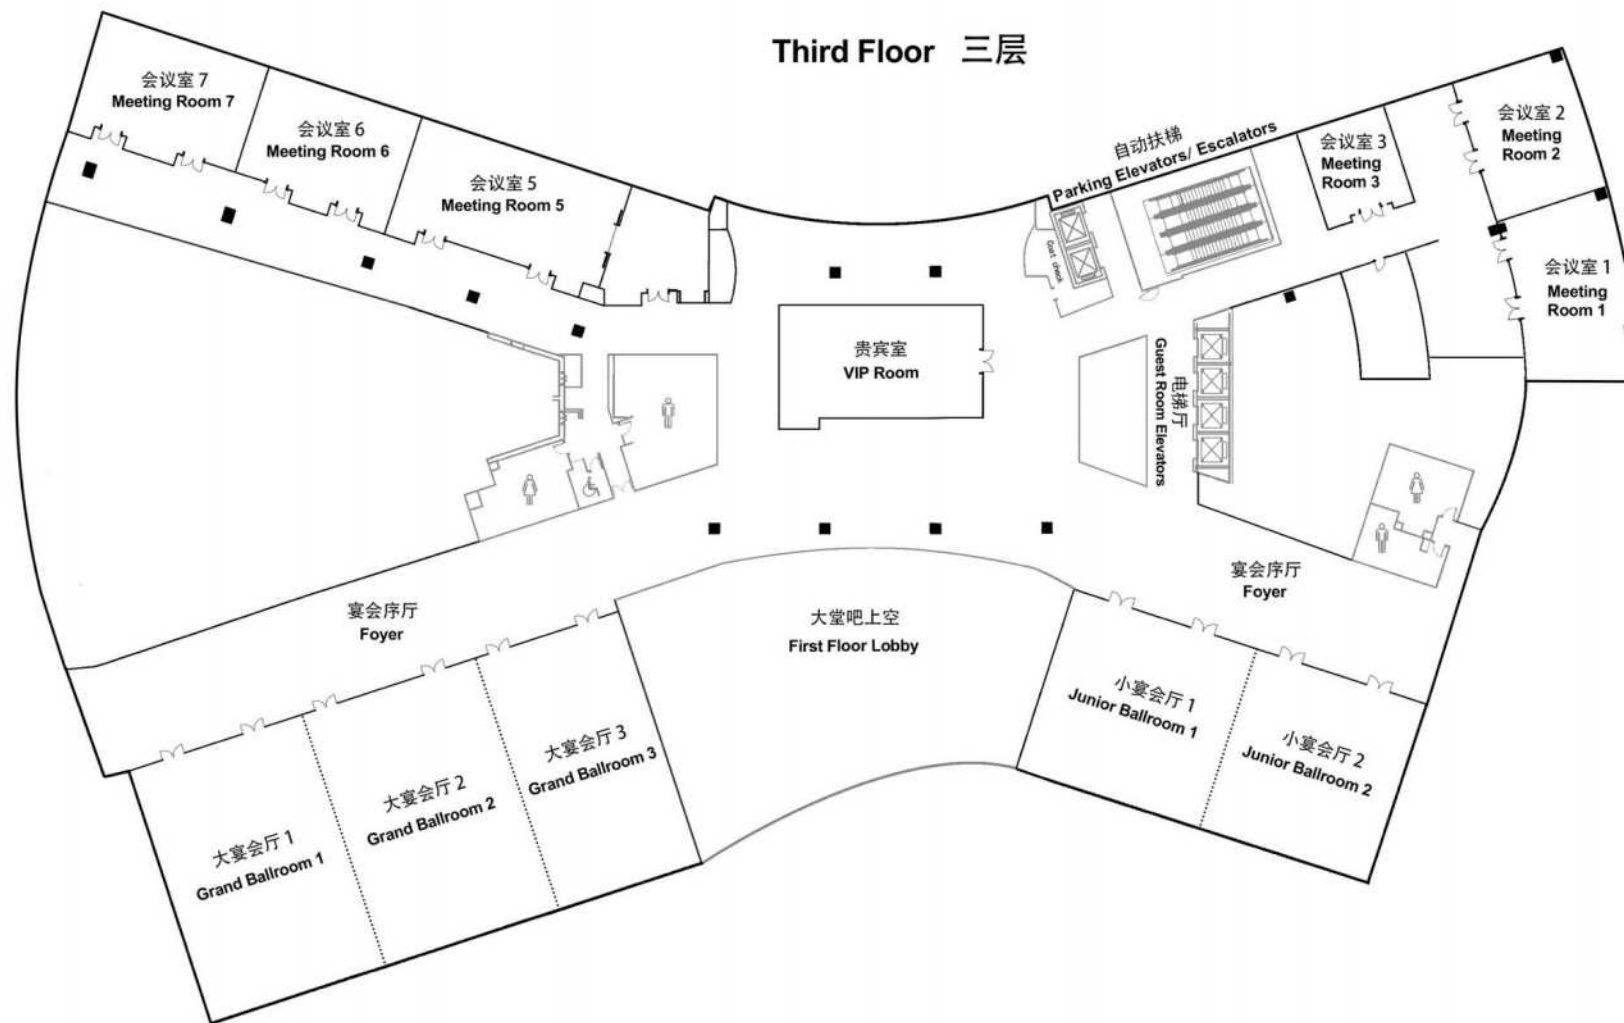 Third Floor 三层
会议室 7
Meeting Room 7
会议室 6
Meeting Room 6
会议室 5
Meeting Room 5
自动扶梯
Parking Elevators/ Escalators
会议室 3
Meeting
Room 3
会议室 2
Meeting
Room 2
会议室 1
Meeting
Room 1
Coat check
贵宾室
VIP Room
电梯厅
Guest Room Elevators
宴会序厅
Foyer
大堂吧上空
First Floor Lobby
宴会序厅
Foyer
大宴会厅 1
Grand Ballroom 1
大宴会厅 2
Grand Ballroom 2
大宴会厅 3
Grand Ballroom 3
小宴会厅 1
Junior Ballroom 1
小宴会厅 2
Junior Ballroom 2